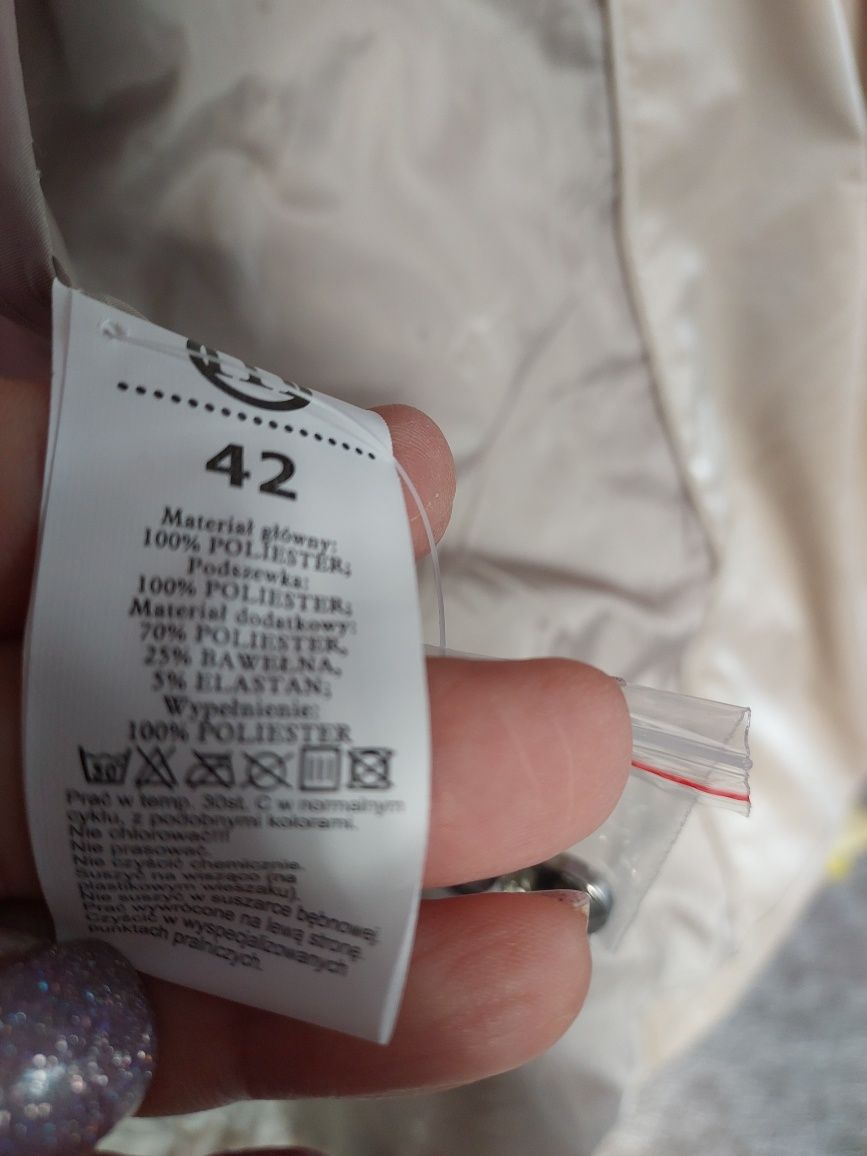 42
Materiał główny:
100% POLIESTER;
Podszewka:
100% POLIESTER;
Materiał dodatkowy:
70% POLIESTER,
25% BAWEŁNA,
5% ELASTAN;
Wypełnienie:
100% POLIESTER
30
Prać w temp. 30st. C w normalnym
cyklu, z podobnymi kolorami.
Nie chlorować!!!
Nie prasować.
Nie czyścić chemicznie.
Suszyć na wisząco (na
plastikowym wieszaku).
Nie suszyć w suszarce bębnowej.
Prać wywrócone na lewą stronę.
Czyścić w wyspecjalizowanych
punktach pralniczych.